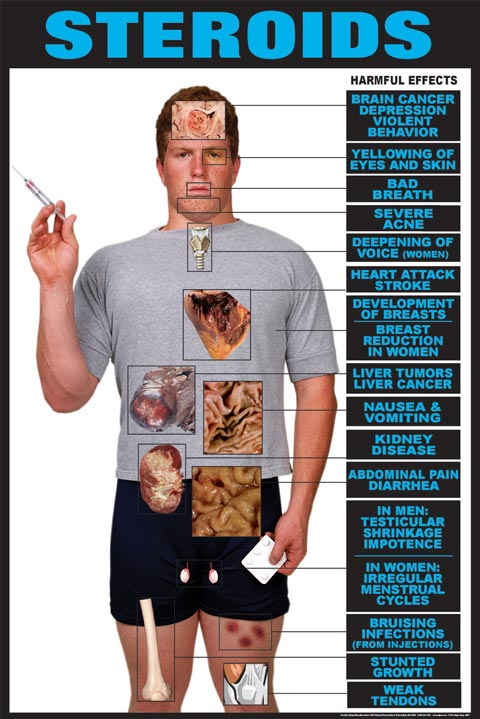 STEROIDS
HARMFUL EFFECTS
BRAIN CANCER
DEPRESSION
VIOLENT
BEHAVIOR
YELLOWING OF
EYES AND SKIN
BAD
BREATH
SEVERE
ACNE
DEEPENING OF
VOICE (WOMEN)
HEART ATTACK
STROKE
DEVELOPMENT
OF BREASTS
BREAST
REDUCTION
IN WOMEN
LIVER TUMORS
LIVER CANCER
NAUSEA &
VOMITING
KIDNEY
DISEASE
ABDOMINAL PAIN
DIARRHEA
IN MEN:
TESTICULAR
SHRINKAGE
IMPOTENCE
IN WOMEN:
IRREGULAR
MENSTRUAL
CYCLES
BRUISING
INFECTIONS
(FROM INJECTIONS)
STUNTED
GROWTH
WEAK
TENDONS